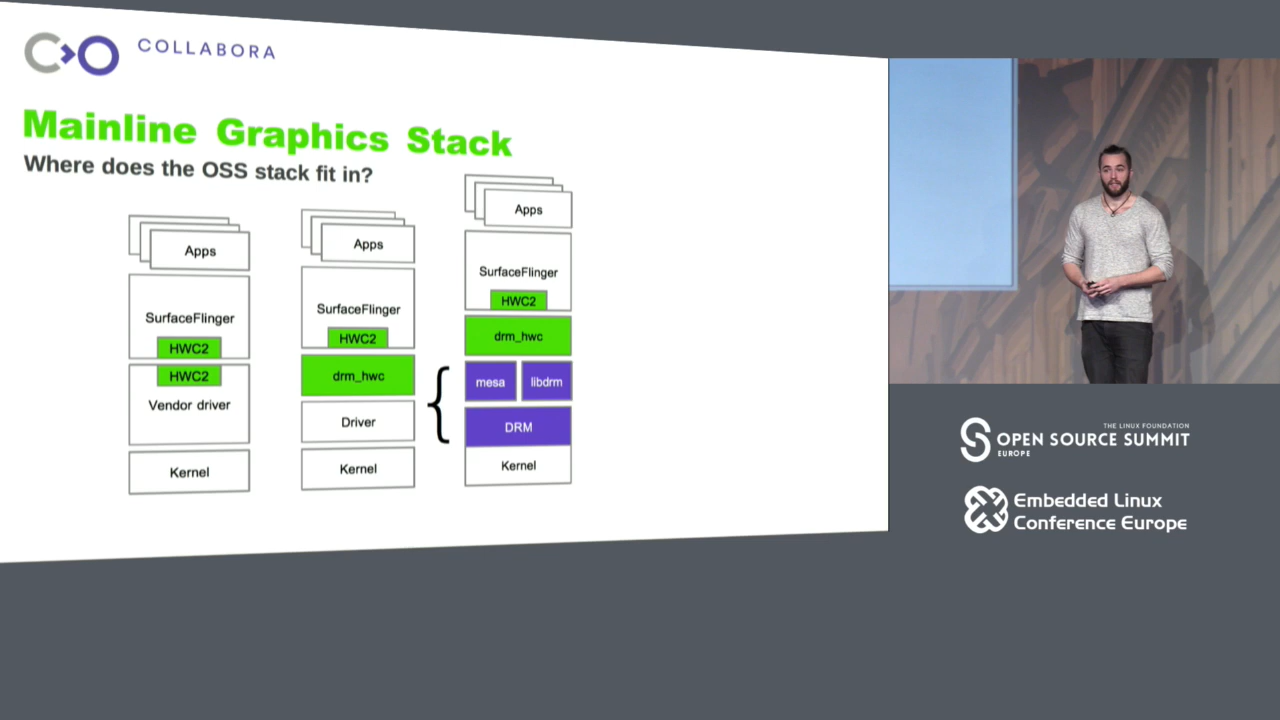 COLLABORA
Mainline Graphics Stack
Where does the OSS stack fit in?
Apps
SurfaceFlinger
HWC2
HWC2
Vendor driver
Kernel
Apps
SurfaceFlinger
HWC2
drm_hwc
Driver
Kernel
Apps
SurfaceFlinger
HWC2
drm_hwc
mesa libdrm
DRM
Kernel
THE LINUX FOUNDATION
OPEN SOURCE SUMMIT
EUROPE
Embedded Linux
Conference Europe